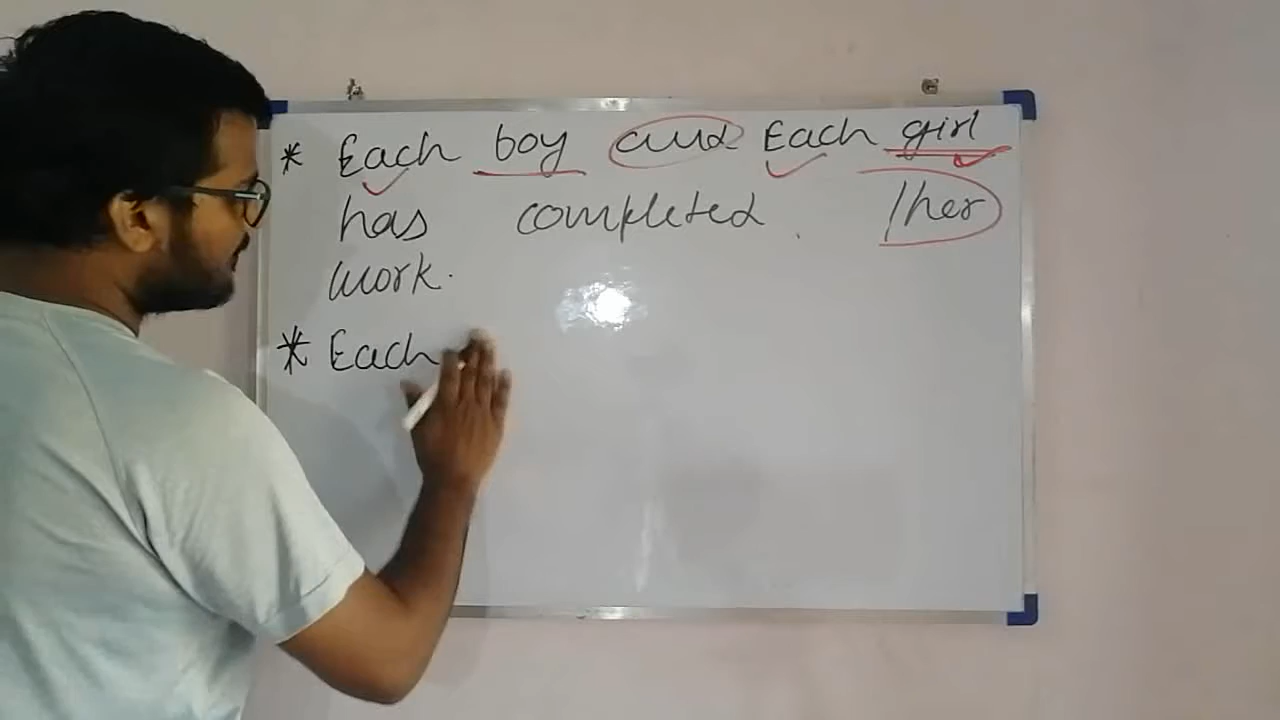 * Each boy and Each girl
has completed . /her
work.
* Each